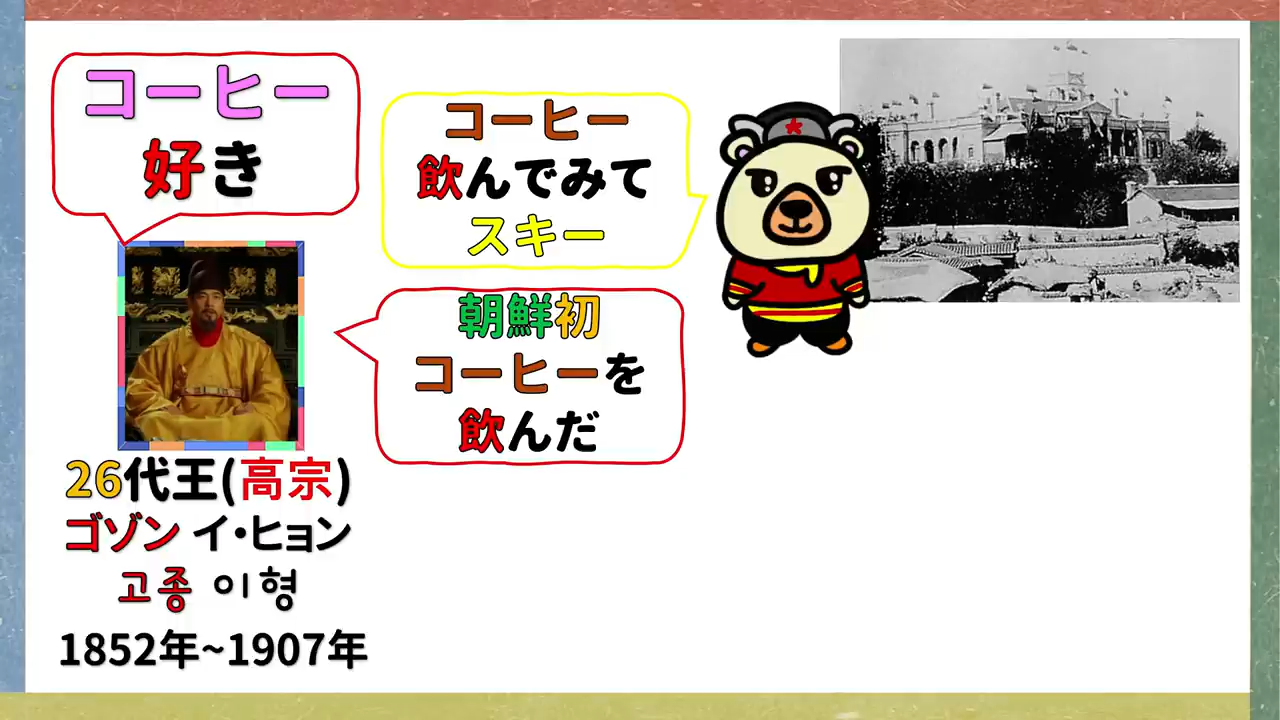 コーヒー
好き
コーヒー
飲んでみて
スキー
朝鮮初
コーヒーを
飲んだ
26代王(高宗)
ゴゾン イ・ヒョン
고종 이형
1852年~1907年